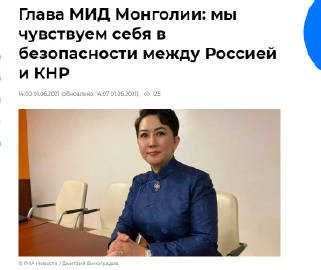 Глава МИД Монголии: мы
чувствуем себя в
безопасности между Россией
и КНР
14:00 01.06.2021 (обновлено: 14:07 01.06.2021) 125
© РИА Новости / Дмитрий Виноградов